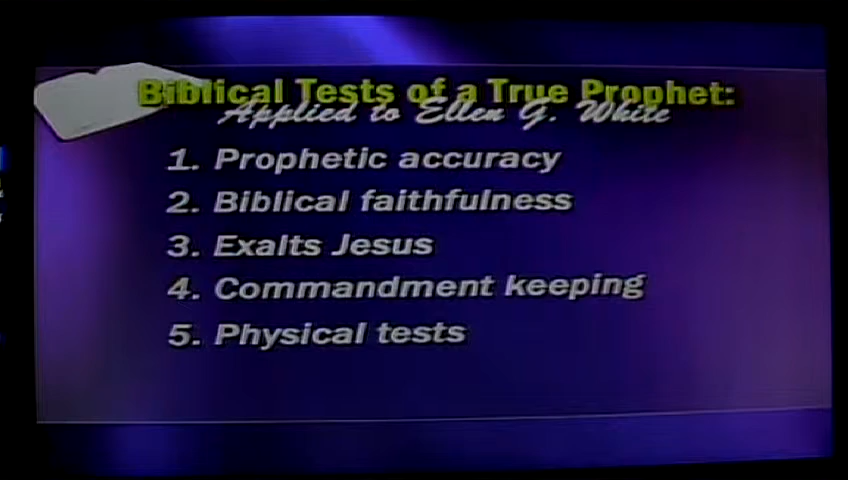 Biblical Tests of a True Prophet:
Applied to Ellen G. White
1. Prophetic accuracy
2. Biblical faithfulness
3. Exalts Jesus
4. Commandment keeping
5. Physical tests